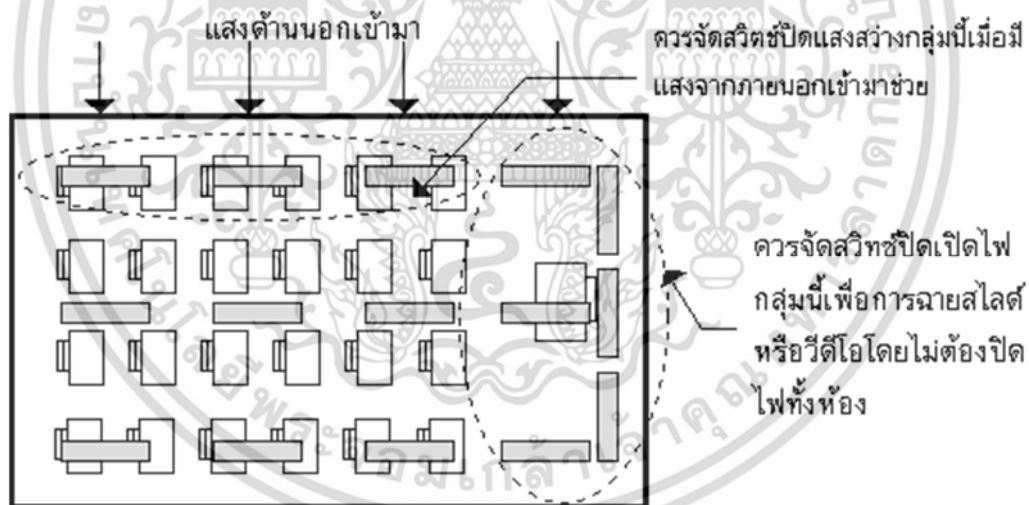 แสงด้านนอกเข้ามา
ควรจัดสวิตช์ปิดแสงสว่างกลุ่มนี้เมื่อมี
แสงจากภายนอกเข้ามาช่วย
ควรจัดสวิทช์ปิดเปิดไฟ
กลุ่มนี้เพื่อการฉายสไลด์
หรือวีดีโอโดยไม่ต้องปิด
ไฟทั้งห้อง